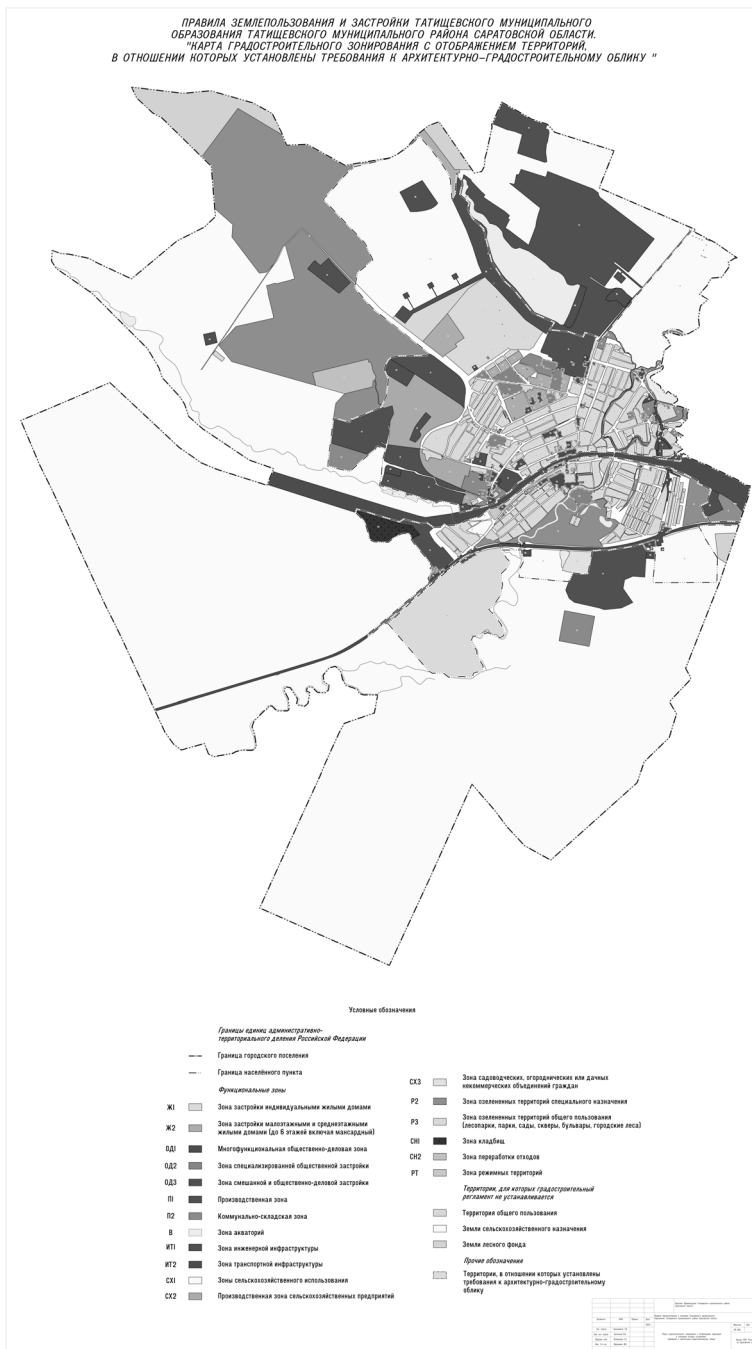 ПРАВИЛА ЗЕМЛЕПОЛЬЗОВАНИЯ И ЗАСТРОЙКИ ТАТИЩЕВСКОГО МУНИЦИПАЛЬНОГО
ОБРАЗОВАНИЯ ТАТИЩЕВСКОГО МУНИЦИПАЛЬНОГО РАЙОНА САРАТОВСКОЙ ОБЛАСТИ.
"КАРТА ГРАДОСТРОИТЕЛЬНОГО ЗОНИРОВАНИЯ С ОТОБРАЖЕНИЕМ ТЕРРИТОРИЙ,
В ОТНОШЕНИИ КОТОРЫХ УСТАНОВЛЕНЫ ТРЕБОВАНИЯ К АРХИТЕКТУРНО-ГРАДОСТРОИТЕЛЬНОМУ ОБЛИКУ "
Условные обозначения
Границы единиц административно-
территориального деления Российской Федерации
Граница городского поселения
Граница населённого пункта
Функциональные зоны
Ж1 Зона застройки индивидуальными жилыми домами
Ж2 Зона застройки малоэтажными и среднеэтажными
жилыми домами (до 6 этажей включая мансардный)
ОД1 Многофункциональная общественно-деловая зона
ОД2 Зона специализированной общественной застройки
ОД3 Зона смешанной и общественно-деловой застройки
П1 Производственная зона
П2 Коммунально-складская зона
В Зона акваторий
ИТ1 Зона инженерной инфраструктуры
ИТ2 Зона транспортной инфраструктуры
СХ1 Зоны сельскохозяйственного использования
СХ2 Производственная зона сельскохозяйственных предприятий
СХ3 Зона садоводческих, огороднических или дачных
некоммерческих объединений граждан
Р2 Зона озелененных территорий специального назначения
Р3 Зона озелененных территорий общего пользования
(лесопарки, парки, сады, скверы, бульвары, городские леса)
СН1 Зона кладбищ
СН2 Зона переработки отходов
РТ Зона режимных территорий
Территории, для которых градостроительный
регламент не устанавливается
Территория общего пользования
Земли сельскохозяйственного назначения
Земли лесного фонда
Прочие обозначения
Территории, в отношении которых установлены
требования к архитектурно-градостроительному
облику